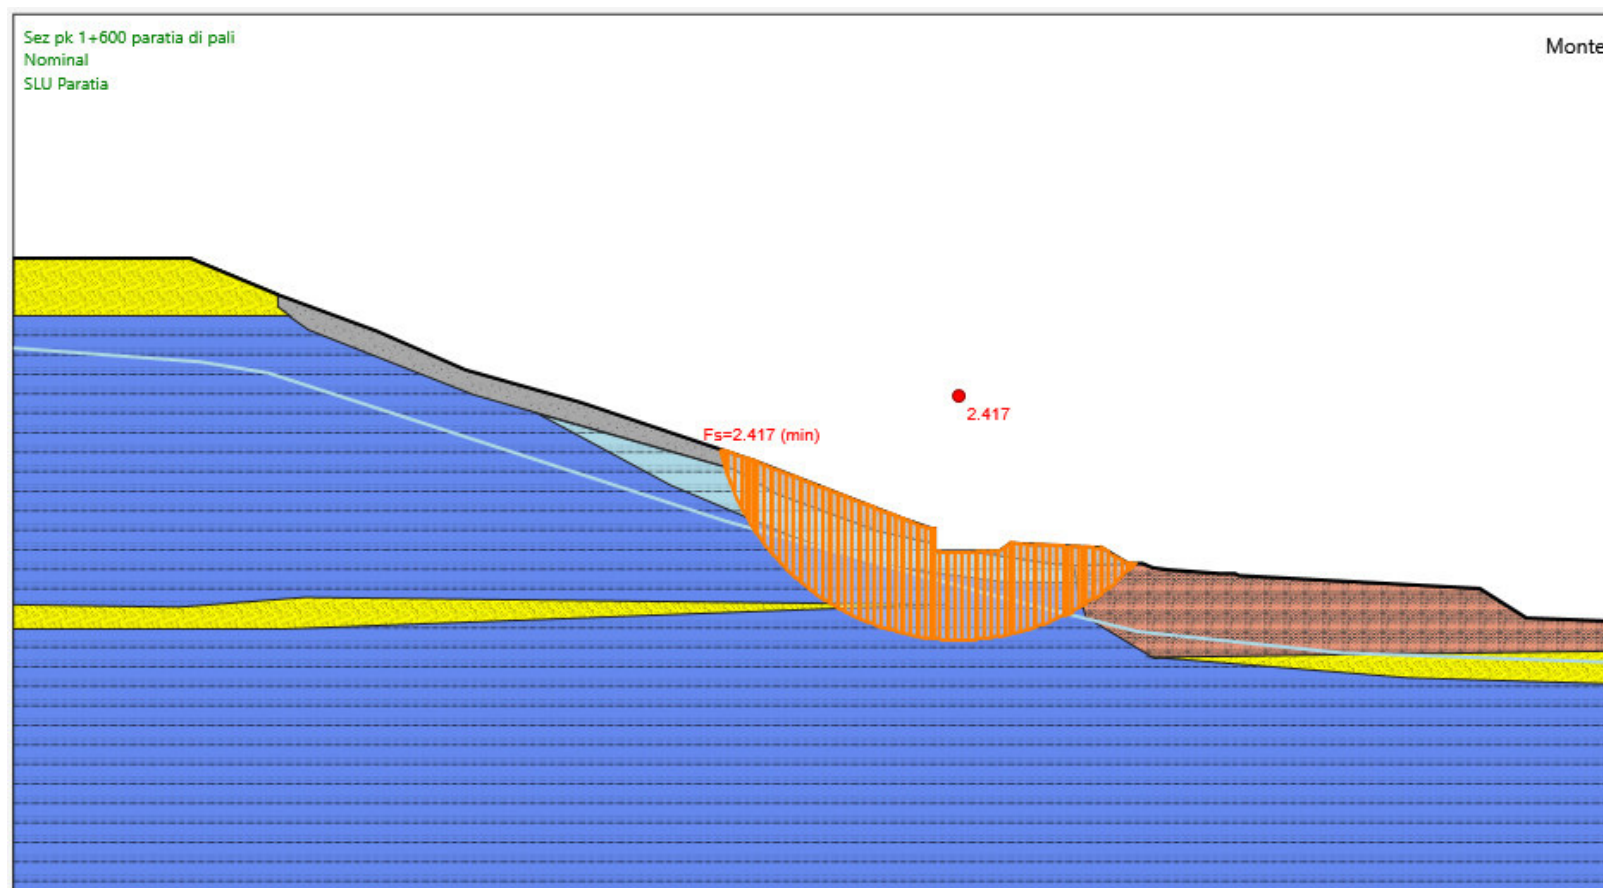 Sez pk 1+600 paratia di pali
Nominal
SLU Paratia
Monte
2.417
Fs=2.417 (min)